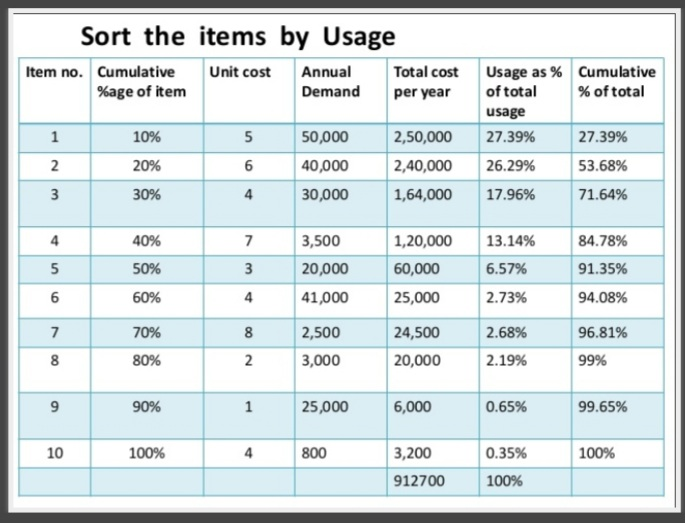 Sort the items by Usage
Item no. Cumulative %age of item Unit cost Annual Demand Total cost per year Usage as % of total usage Cumulative % of total
1 10% 5 50,000 2,50,000 27.39% 27.39%
2 20% 6 40,000 2,40,000 26.29% 53.68%
3 30% 4 30,000 1,64,000 17.96% 71.64%
4 40% 7 3,500 1,20,000 13.14% 84.78%
5 50% 3 20,000 60,000 6.57% 91.35%
6 60% 4 41,000 25,000 2.73% 94.08%
7 70% 8 2,500 24,500 2.68% 96.81%
8 80% 2 3,000 20,000 2.19% 99%
9 90% 1 25,000 6,000 0.65% 99.65%
10 100% 4 800 3,200 0.35% 100%
912700 100%